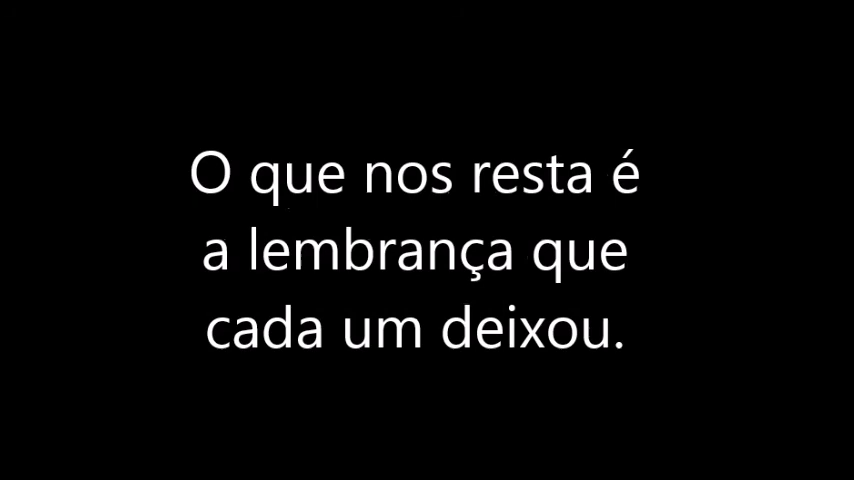 O que nos resta é
a lembrança que
cada um deixou.